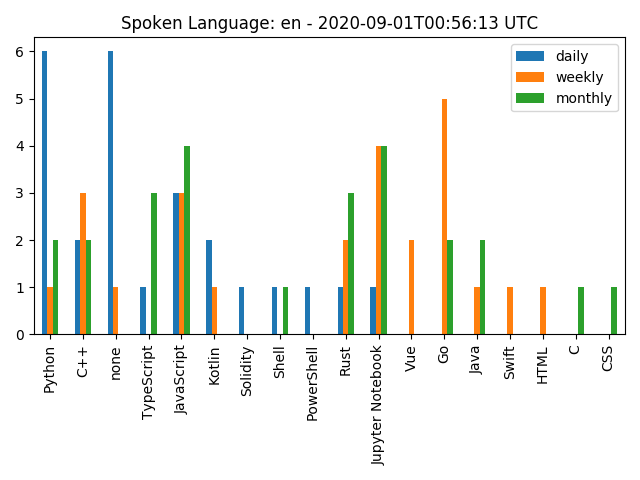 Spoken Language: en - 2020-09-01T00:56:13 UTC
daily
weekly
monthly
6
5
4
3
2
1
0
Python
C++
none
TypeScript
JavaScript
Kotlin
Solidity
Shell
PowerShell
Rust
Jupyter Notebook
Vue
Go
Java
Swift
HTML
C
CSS